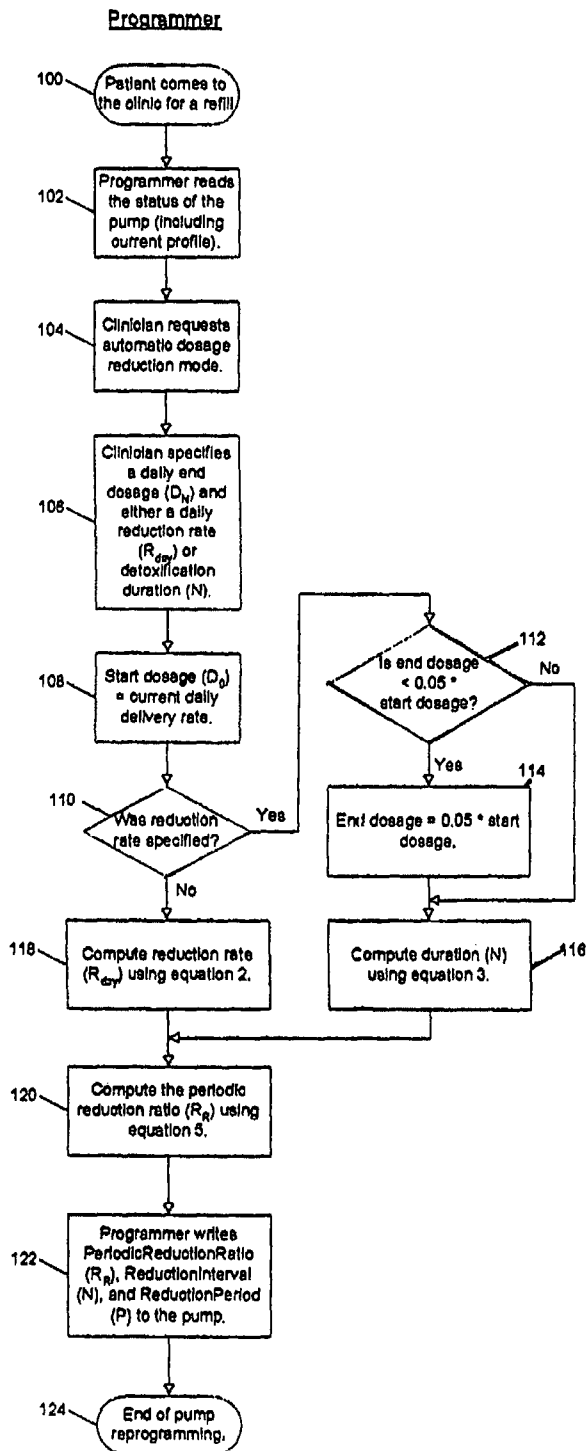 Programmer
100
Patient comes to
the clinic for a refill
102
Programmer reads
the status of the
pump (including
current profile).
104
Clinician requests
automatic dosage
reduction mode.
106
Clinician specifies
a daily end
dosage (D_N) and
either a daily
reduction rate
(R_day) or
detoxification
duration (N).
108
Start dosage (D_0)
= current daily
delivery rate.
110
Was reduction
rate specified?
Yes
No
112
Is end dosage
< 0.05 *
start dosage?
No
Yes
114
End dosage = 0.05 * start
dosage.
116
Compute duration (N)
using equation 3.
118
Compute reduction rate
(R_day) using equation 2.
120
Compute the periodic
reduction ratio (R_R) using
equation 5.
122
Programmer writes
PeriodicReductionRatio
(R_R), ReductionInterval
(N), and ReductionPeriod
(P) to the pump.
124
End of pump
reprogramming.